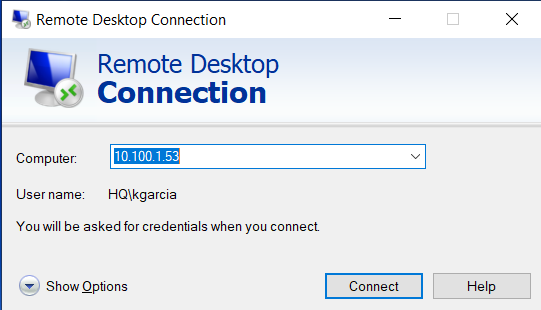 Remote Desktop Connection
Remote Desktop
Connection
Computer: 10.100.1.53
User name: HQ\kgarcia
You will be asked for credentials when you connect.
Show Options Connect Help